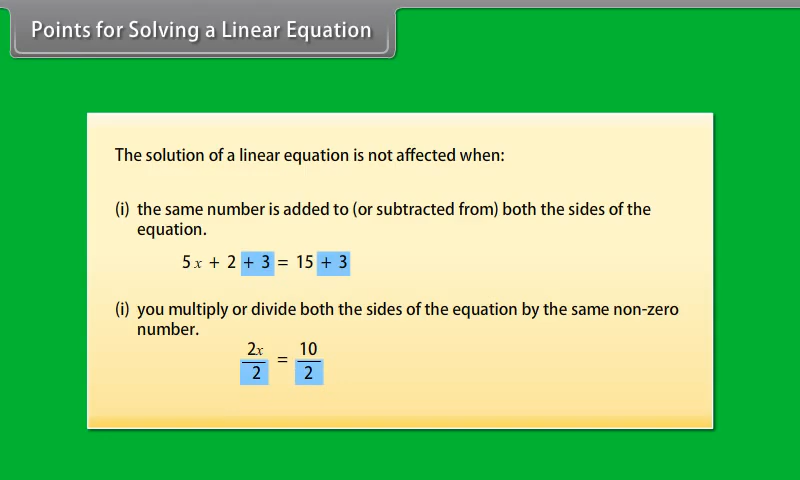 Points for Solving a Linear Equation
The solution of a linear equation is not affected when:
(i) the same number is added to (or subtracted from) both the sides of the
equation.
5x + 2 + 3 = 15 + 3
(i) you multiply or divide both the sides of the equation by the same non-zero
number.
2x/2 = 10/2